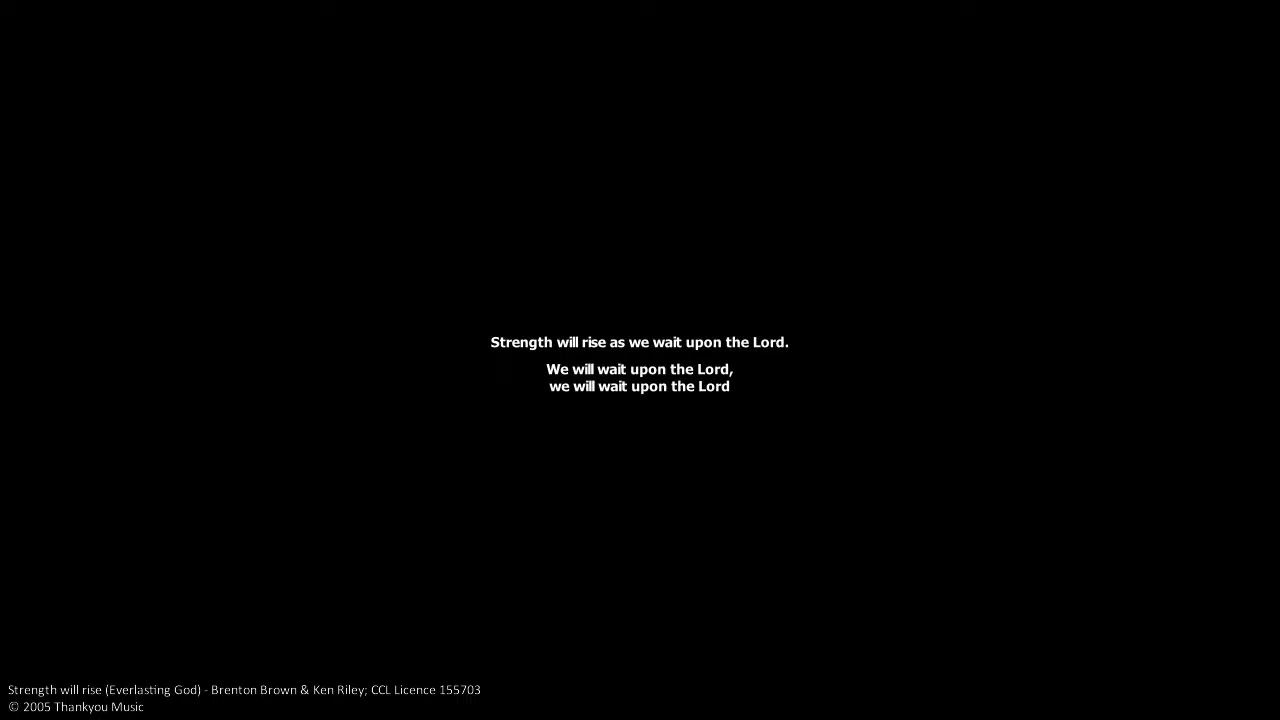 Strength will rise as we wait upon the Lord.
We will wait upon the Lord,
we will wait upon the Lord
Strength will rise (Everlasting God) - Brenton Brown & Ken Riley; CCL Licence 155703
© 2005 Thankyou Music